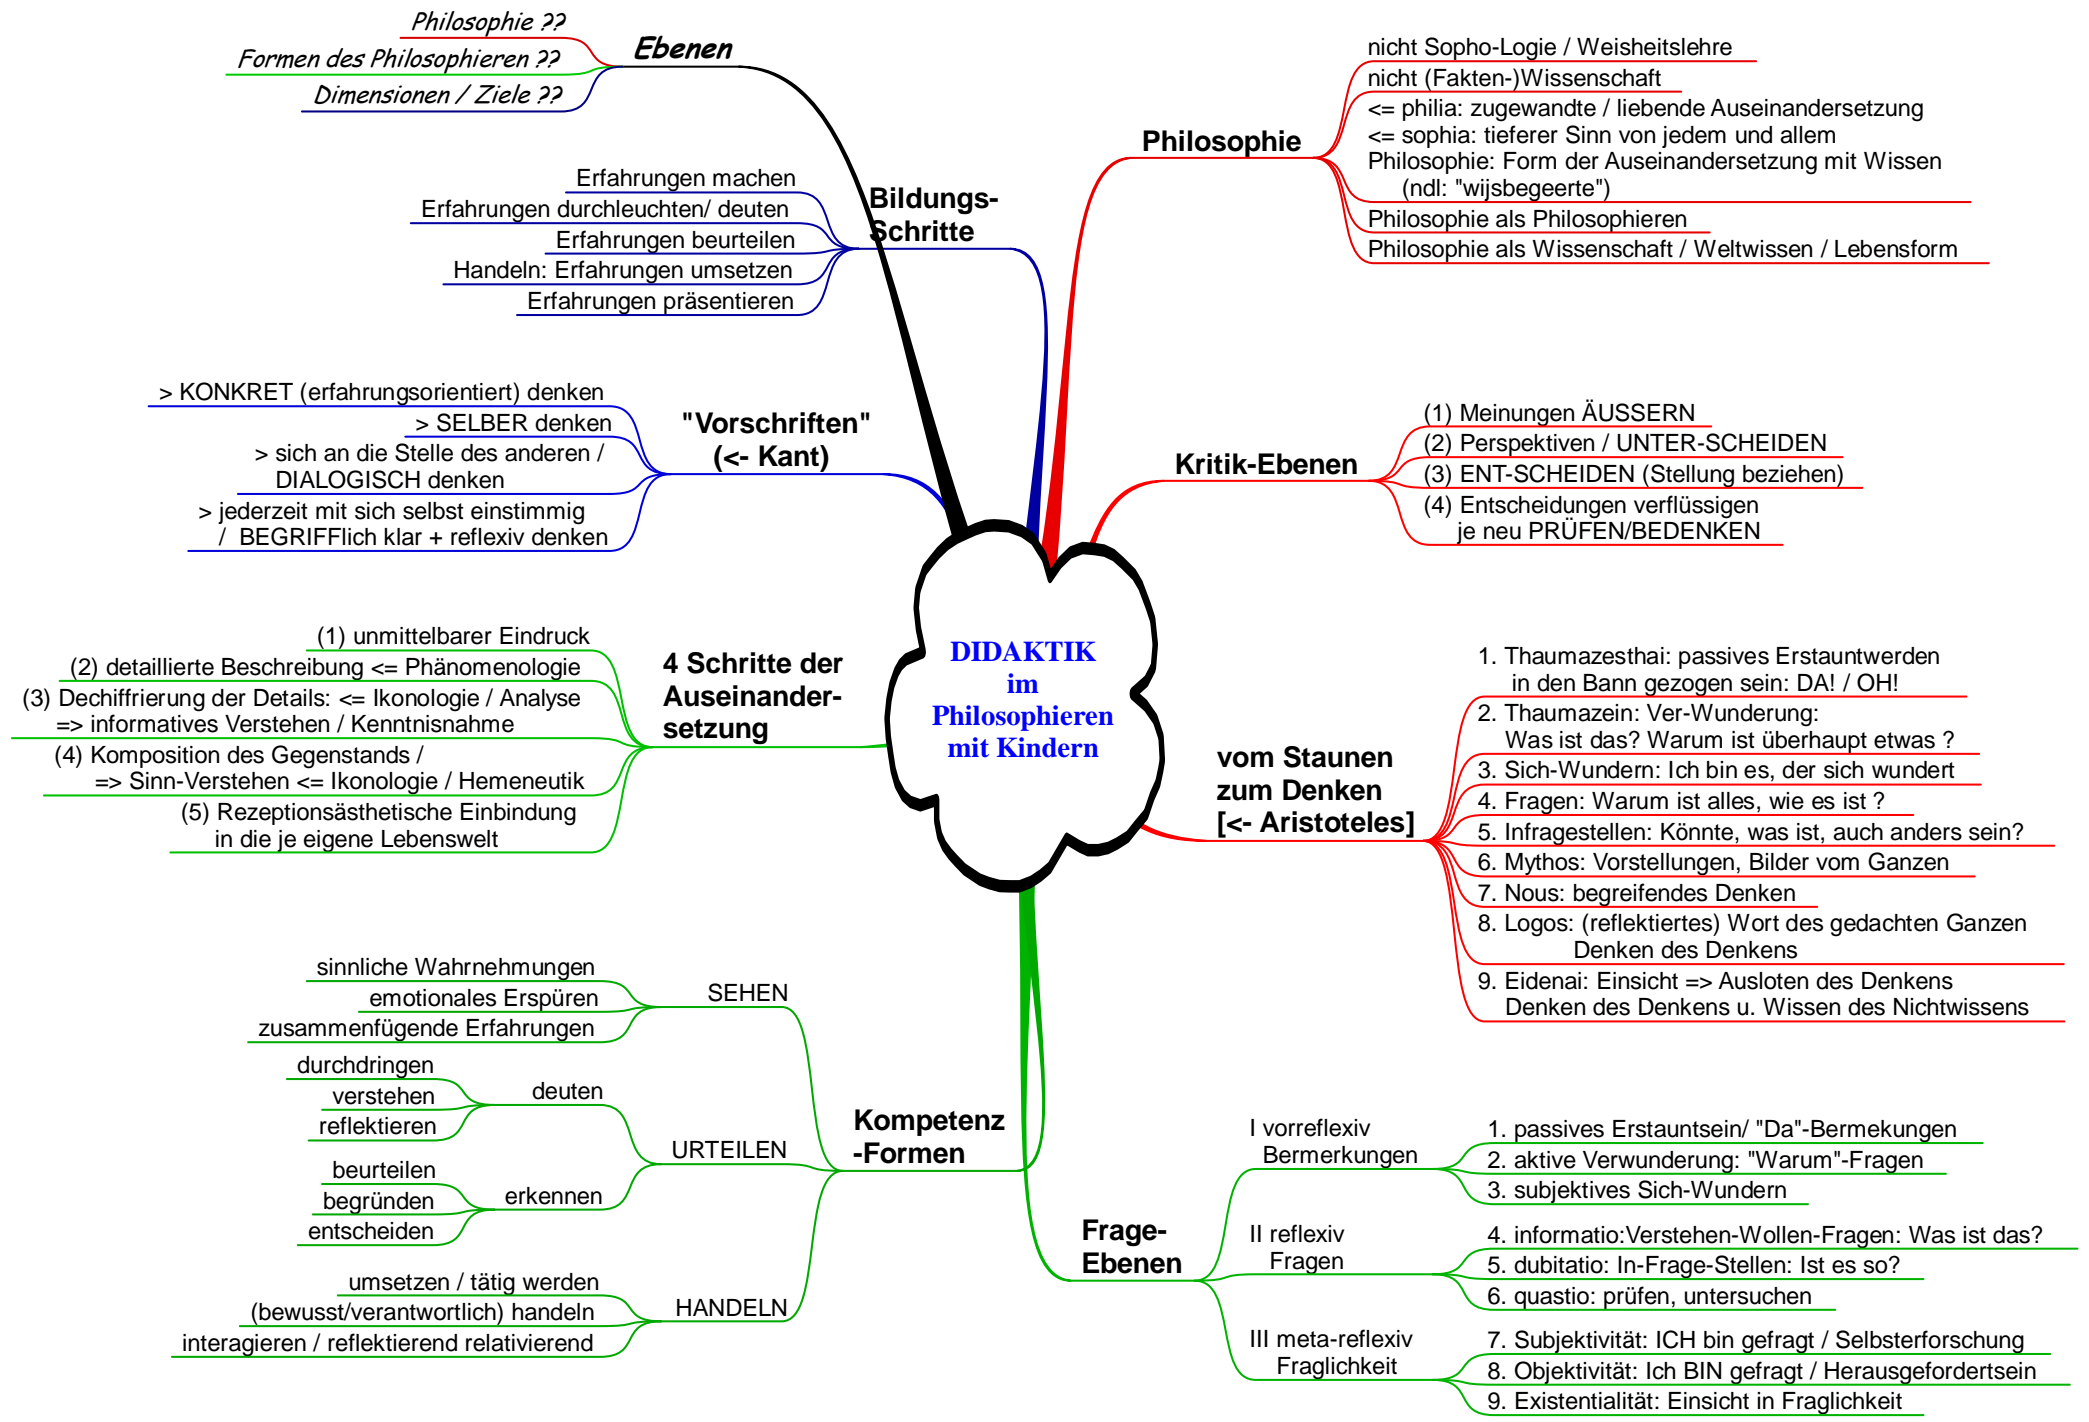 Philosophie ??
Formen des Philosophieren ??
Dimensionen / Ziele ??
Ebenen
Erfahrungen machen
Erfahrungen durchleuchten/ deuten
Erfahrungen beurteilen
Handeln: Erfahrungen umsetzen
Erfahrungen präsentieren
Bildungs-
Schritte
> KONKRET (erfahrungsorientiert) denken
> SELBER denken
> sich an die Stelle des anderen /
DIALOGISCH denken
> jederzeit mit sich selbst einstimmig
/ BEGRIFFlich klar + reflexiv denken
"Vorschriften"
(<- Kant)
(1) unmittelbarer Eindruck
(2) detaillierte Beschreibung <= Phänomenologie
(3) Dechiffrierung der Details: <= Ikonologie / Analyse
=> informatives Verstehen / Kenntnisnahme
(4) Komposition des Gegenstands /
=> Sinn-Verstehen <= Ikonologie / Hemeneutik
(5) Rezeptionsästhetische Einbindung
in die je eigene Lebenswelt
4 Schritte der
Auseinander-
setzung
sinnliche Wahrnehmungen
emotionales Erspüren
zusammenfügende Erfahrungen
SEHEN
durchdringen
verstehen
reflektieren
deuten
beurteilen
begründen
entscheiden
erkennen
URTEILEN
umsetzen / tätig werden
(bewusst/verantwortlich) handeln
interagieren / reflektierend relativierend
HANDELN
Kompetenz
-Formen
DIDAKTIK
im
Philosophieren
mit Kindern
Philosophie
nicht Sopho-Logie / Weisheitslehre
nicht (Fakten-)Wissenschaft
<= philia: zugewandte / liebende Auseinandersetzung
<= sophia: tieferer Sinn von jedem und allem
Philosophie: Form der Auseinandersetzung mit Wissen
(ndl: "wijsbegeerte")
Philosophie als Philosophieren
Philosophie als Wissenschaft / Weltwissen / Lebensform
Kritik-Ebenen
(1) Meinungen ÄUSSERN
(2) Perspektiven / UNTER-SCHEIDEN
(3) ENT-SCHEIDEN (Stellung beziehen)
(4) Entscheidungen verflüssigen
je neu PRÜFEN/BEDENKEN
vom Staunen
zum Denken
[<- Aristoteles]
1. Thaumazesthai: passives Erstauntwerden
in den Bann gezogen sein: DA! / OH!
2. Thaumazein: Ver-Wunderung:
Was ist das? Warum ist überhaupt etwas ?
3. Sich-Wundern: Ich bin es, der sich wundert
4. Fragen: Warum ist alles, wie es ist ?
5. Infragestellen: Könnte, was ist, auch anders sein?
6. Mythos: Vorstellungen, Bilder vom Ganzen
7. Nous: begreifendes Denken
8. Logos: (reflektiertes) Wort des gedachten Ganzen
Denken des Denkens
9. Eidenai: Einsicht => Ausloten des Denkens
Denken des Denkens u. Wissen des Nichtwissens
Frage-
Ebenen
I vorreflexiv
Bermerkungen
1. passives Erstauntsein/ "Da"-Bermekungen
2. aktive Verwunderung: "Warum"-Fragen
3. subjektives Sich-Wundern
II reflexiv
Fragen
4. informatio:Verstehen-Wollen-Fragen: Was ist das?
5. dubitatio: In-Frage-Stellen: Ist es so?
6. quastio: prüfen, untersuchen
III meta-reflexiv
Fraglichkeit
7. Subjektivität: ICH bin gefragt / Selbsterforschung
8. Objektivität: Ich BIN gefragt / Herausgefordertsein
9. Existentialität: Einsicht in Fraglichkeit